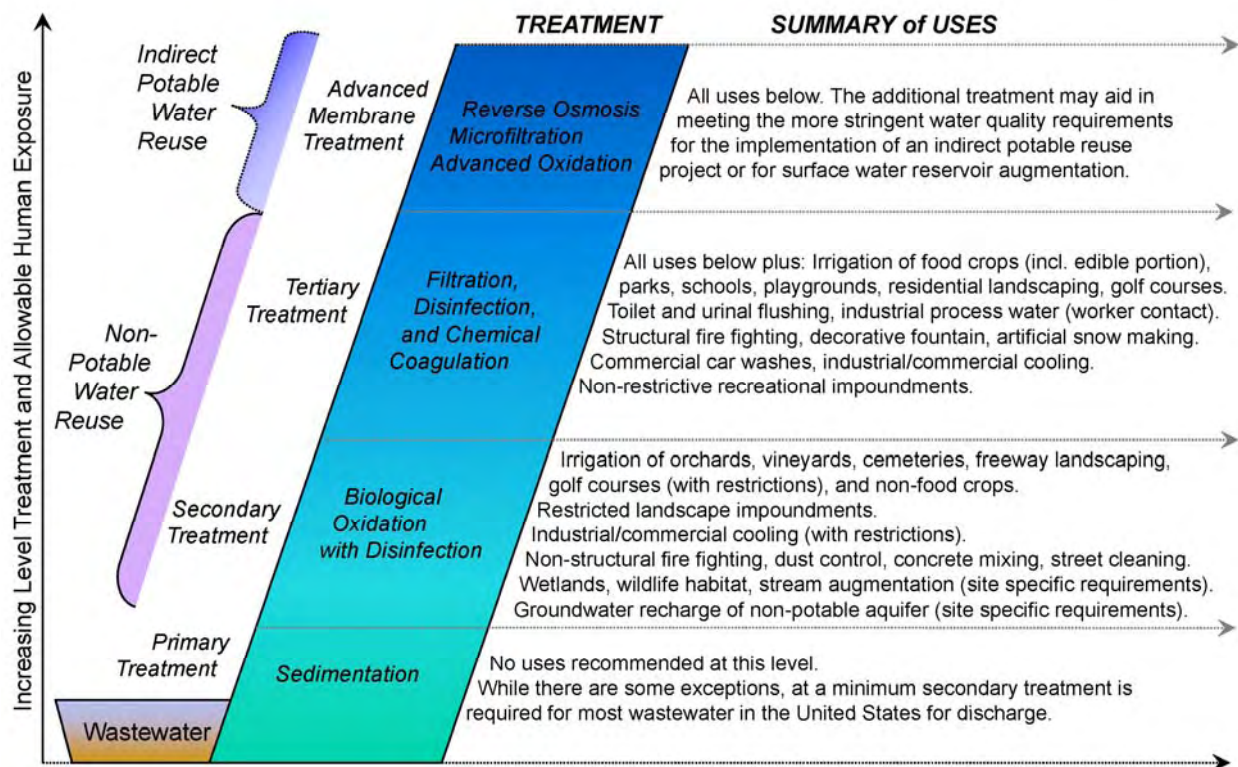 TREATMENT
SUMMARY of USES
Increasing Level Treatment and Allowable Human Exposure
Indirect
Potable
Water
Reuse
Advanced
Membrane
Treatment
Reverse Osmosis
Microfiltration
Advanced Oxidation
All uses below. The additional treatment may aid in
meeting the more stringent water quality requirements
for the implementation of an indirect potable reuse
project or for surface water reservoir augmentation.
Non-
Potable
Water
Reuse
Tertiary
Treatment
Filtration,
Disinfection,
and Chemical
Coagulation
All uses below plus: Irrigation of food crops (incl. edible portion),
parks, schools, playgrounds, residential landscaping, golf courses.
Toilet and urinal flushing, industrial process water (worker contact).
Structural fire fighting, decorative fountain, artificial snow making.
Commercial car washes, industrial/commercial cooling.
Non-restrictive recreational impoundments.
Secondary
Treatment
Biological
Oxidation
with Disinfection
Irrigation of orchards, vineyards, cemeteries, freeway landscaping,
golf courses (with restrictions), and non-food crops.
Restricted landscape impoundments.
Industrial/commercial cooling (with restrictions).
Non-structural fire fighting, dust control, concrete mixing, street cleaning.
Wetlands, wildlife habitat, stream augmentation (site specific requirements).
Groundwater recharge of non-potable aquifer (site specific requirements).
Primary
Treatment
Sedimentation
No uses recommended at this level.
While there are some exceptions, at a minimum secondary treatment is
required for most wastewater in the United States for discharge.
Wastewater